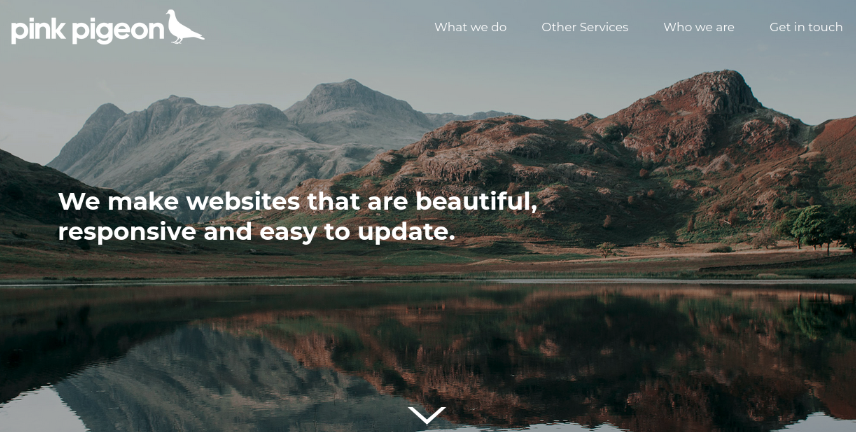 pink pigeon
What we do
Other Services
Who we are
Get in touch
We make websites that are beautiful,
responsive and easy to update.